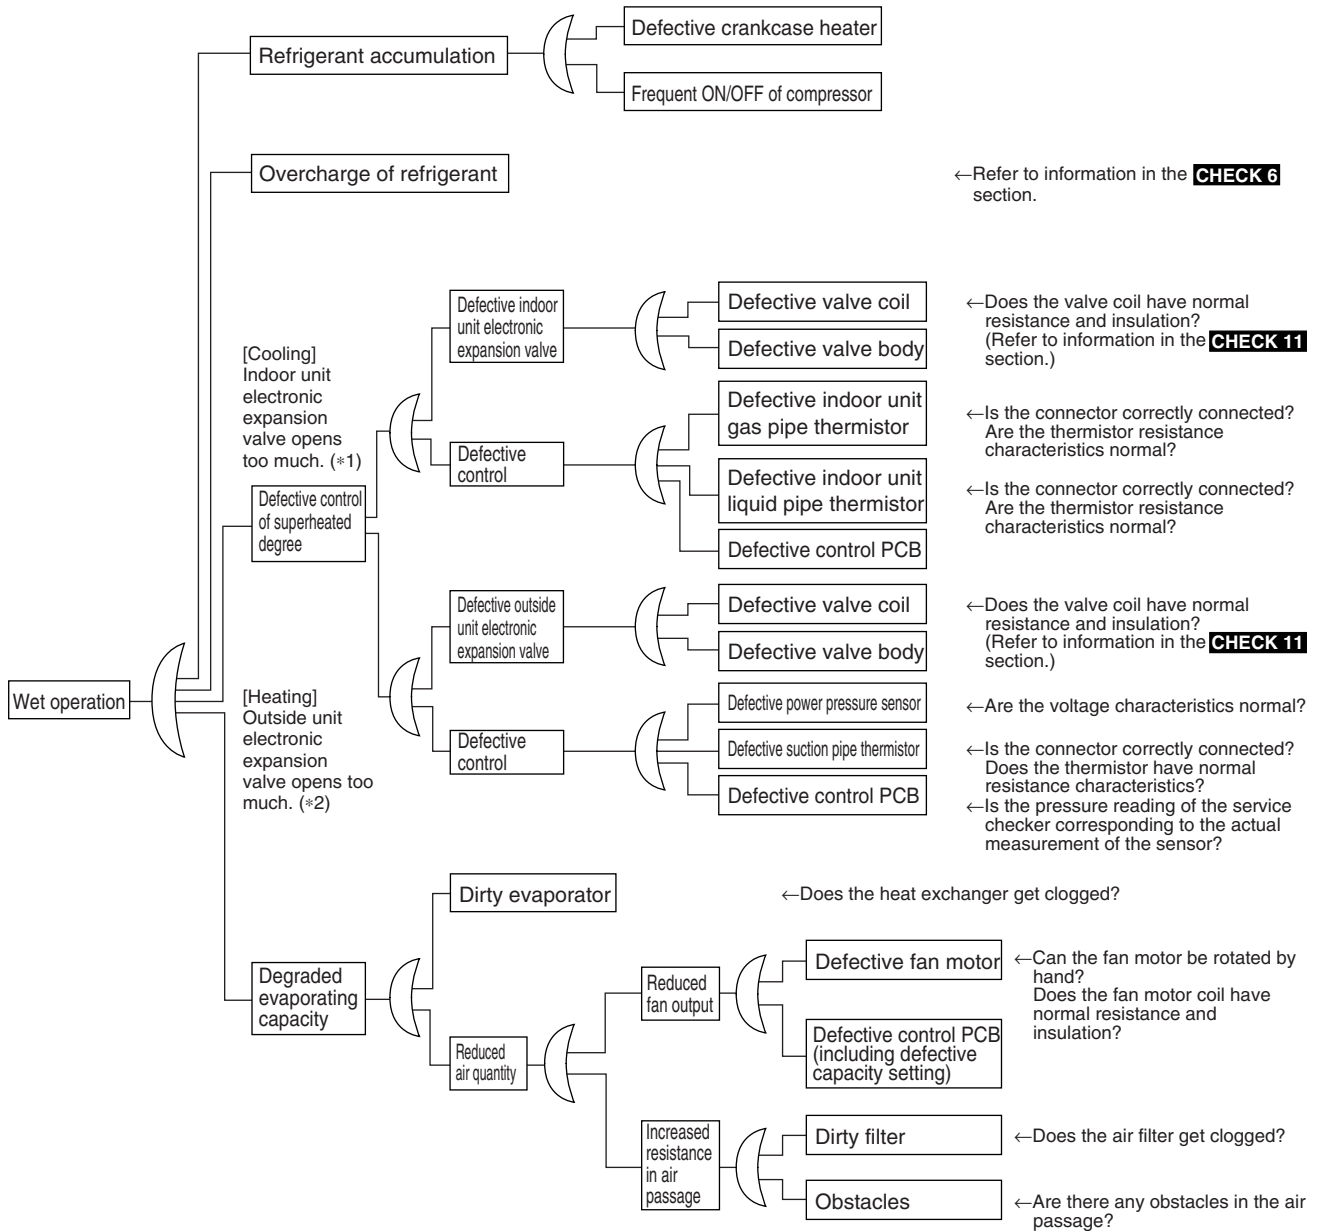 Defective crankcase heater
Refrigerant accumulation
Frequent ON/OFF of compressor
Overcharge of refrigerant
←Refer to information in the CHECK 6
section.
[Cooling]
Indoor unit
electronic
expansion
valve opens
too much. (*1)
Defective indoor
unit electronic
expansion valve
Defective valve coil
Defective valve body
←Does the valve coil have normal
resistance and insulation?
(Refer to information in the CHECK 11
section.)
Defective
control
Defective indoor unit
gas pipe thermistor
←Is the connector correctly connected?
Are the thermistor resistance
characteristics normal?
Defective indoor unit
liquid pipe thermistor
←Is the connector correctly connected?
Are the thermistor resistance
characteristics normal?
Defective control PCB
Defective control
of superheated
degree
Defective outside
unit electronic
expansion valve
Defective valve coil
Defective valve body
←Does the valve coil have normal
resistance and insulation?
(Refer to information in the CHECK 11
section.)
Wet operation
[Heating]
Outside unit
electronic
expansion
valve opens too
much. (*2)
Defective
control
Defective power pressure sensor
←Are the voltage characteristics normal?
Defective suction pipe thermistor
←Is the connector correctly connected?
Does the thermistor have normal
resistance characteristics?
Defective control PCB
←Is the pressure reading of the service
checker corresponding to the actual
measurement of the sensor?
Dirty evaporator
←Does the heat exchanger get clogged?
Degraded
evaporating
capacity
Reduced
air quantity
Reduced
fan output
Defective fan motor
←Can the fan motor be rotated by
hand?
Does the fan motor coil have
normal resistance and
insulation?
Defective control PCB
(including defective
capacity setting)
Increased
resistance
in air
passage
Dirty filter
←Does the air filter get clogged?
Obstacles
←Are there any obstacles in the air
passage?